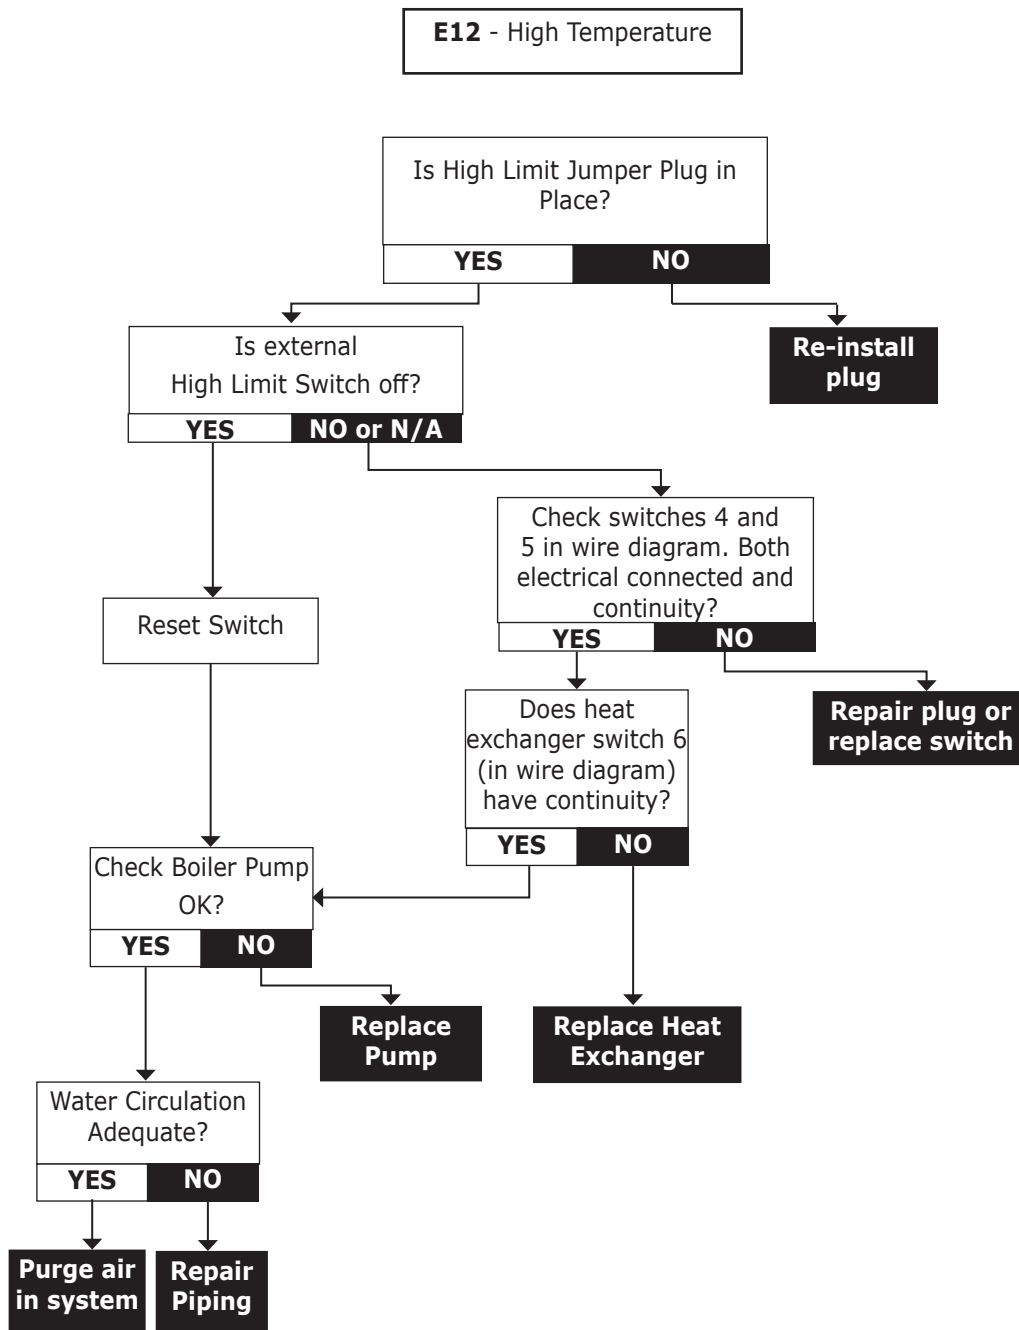 E12 - High Temperature
Is High Limit Jumper Plug in
Place?
YES
NO
Is external
High Limit Switch off?
YES
NO or N/A
Re-install
plug
Check switches 4 and
5 in wire diagram. Both
electrical connected and
continuity?
YES
NO
Reset Switch
Does heat
exchanger switch 6
(in wire diagram)
have continuity?
YES
NO
Repair plug or
replace switch
Check Boiler Pump
OK?
YES
NO
Replace
Pump
Replace Heat
Exchanger
Water Circulation
Adequate?
YES
NO
Purge air
in system
Repair
Piping